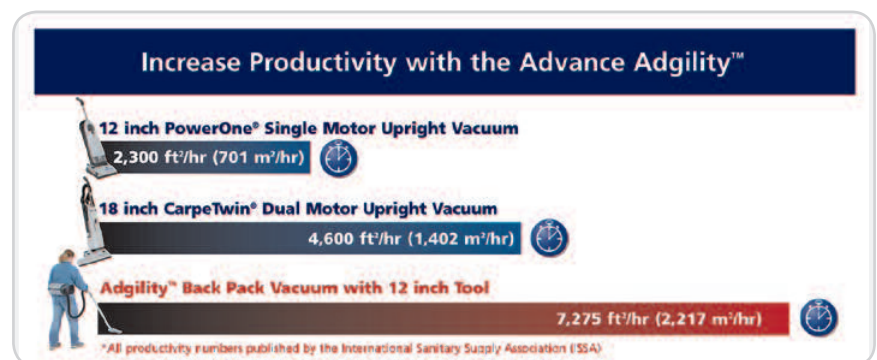 Increase Productivity with the Advance Adgility™
12 inch PowerOne® Single Motor Upright Vacuum
2,300 ft²/hr (701 m²/hr)
18 inch CarpeTwin® Dual Motor Upright Vacuum
4,600 ft²/hr (1,402 m²/hr)
Adgility™ Back Pack Vacuum with 12 inch Tool
7,275 ft²/hr (2,217 m²/hr)
*All productivity numbers published by the International Sanitary Supply Association (ISSA)